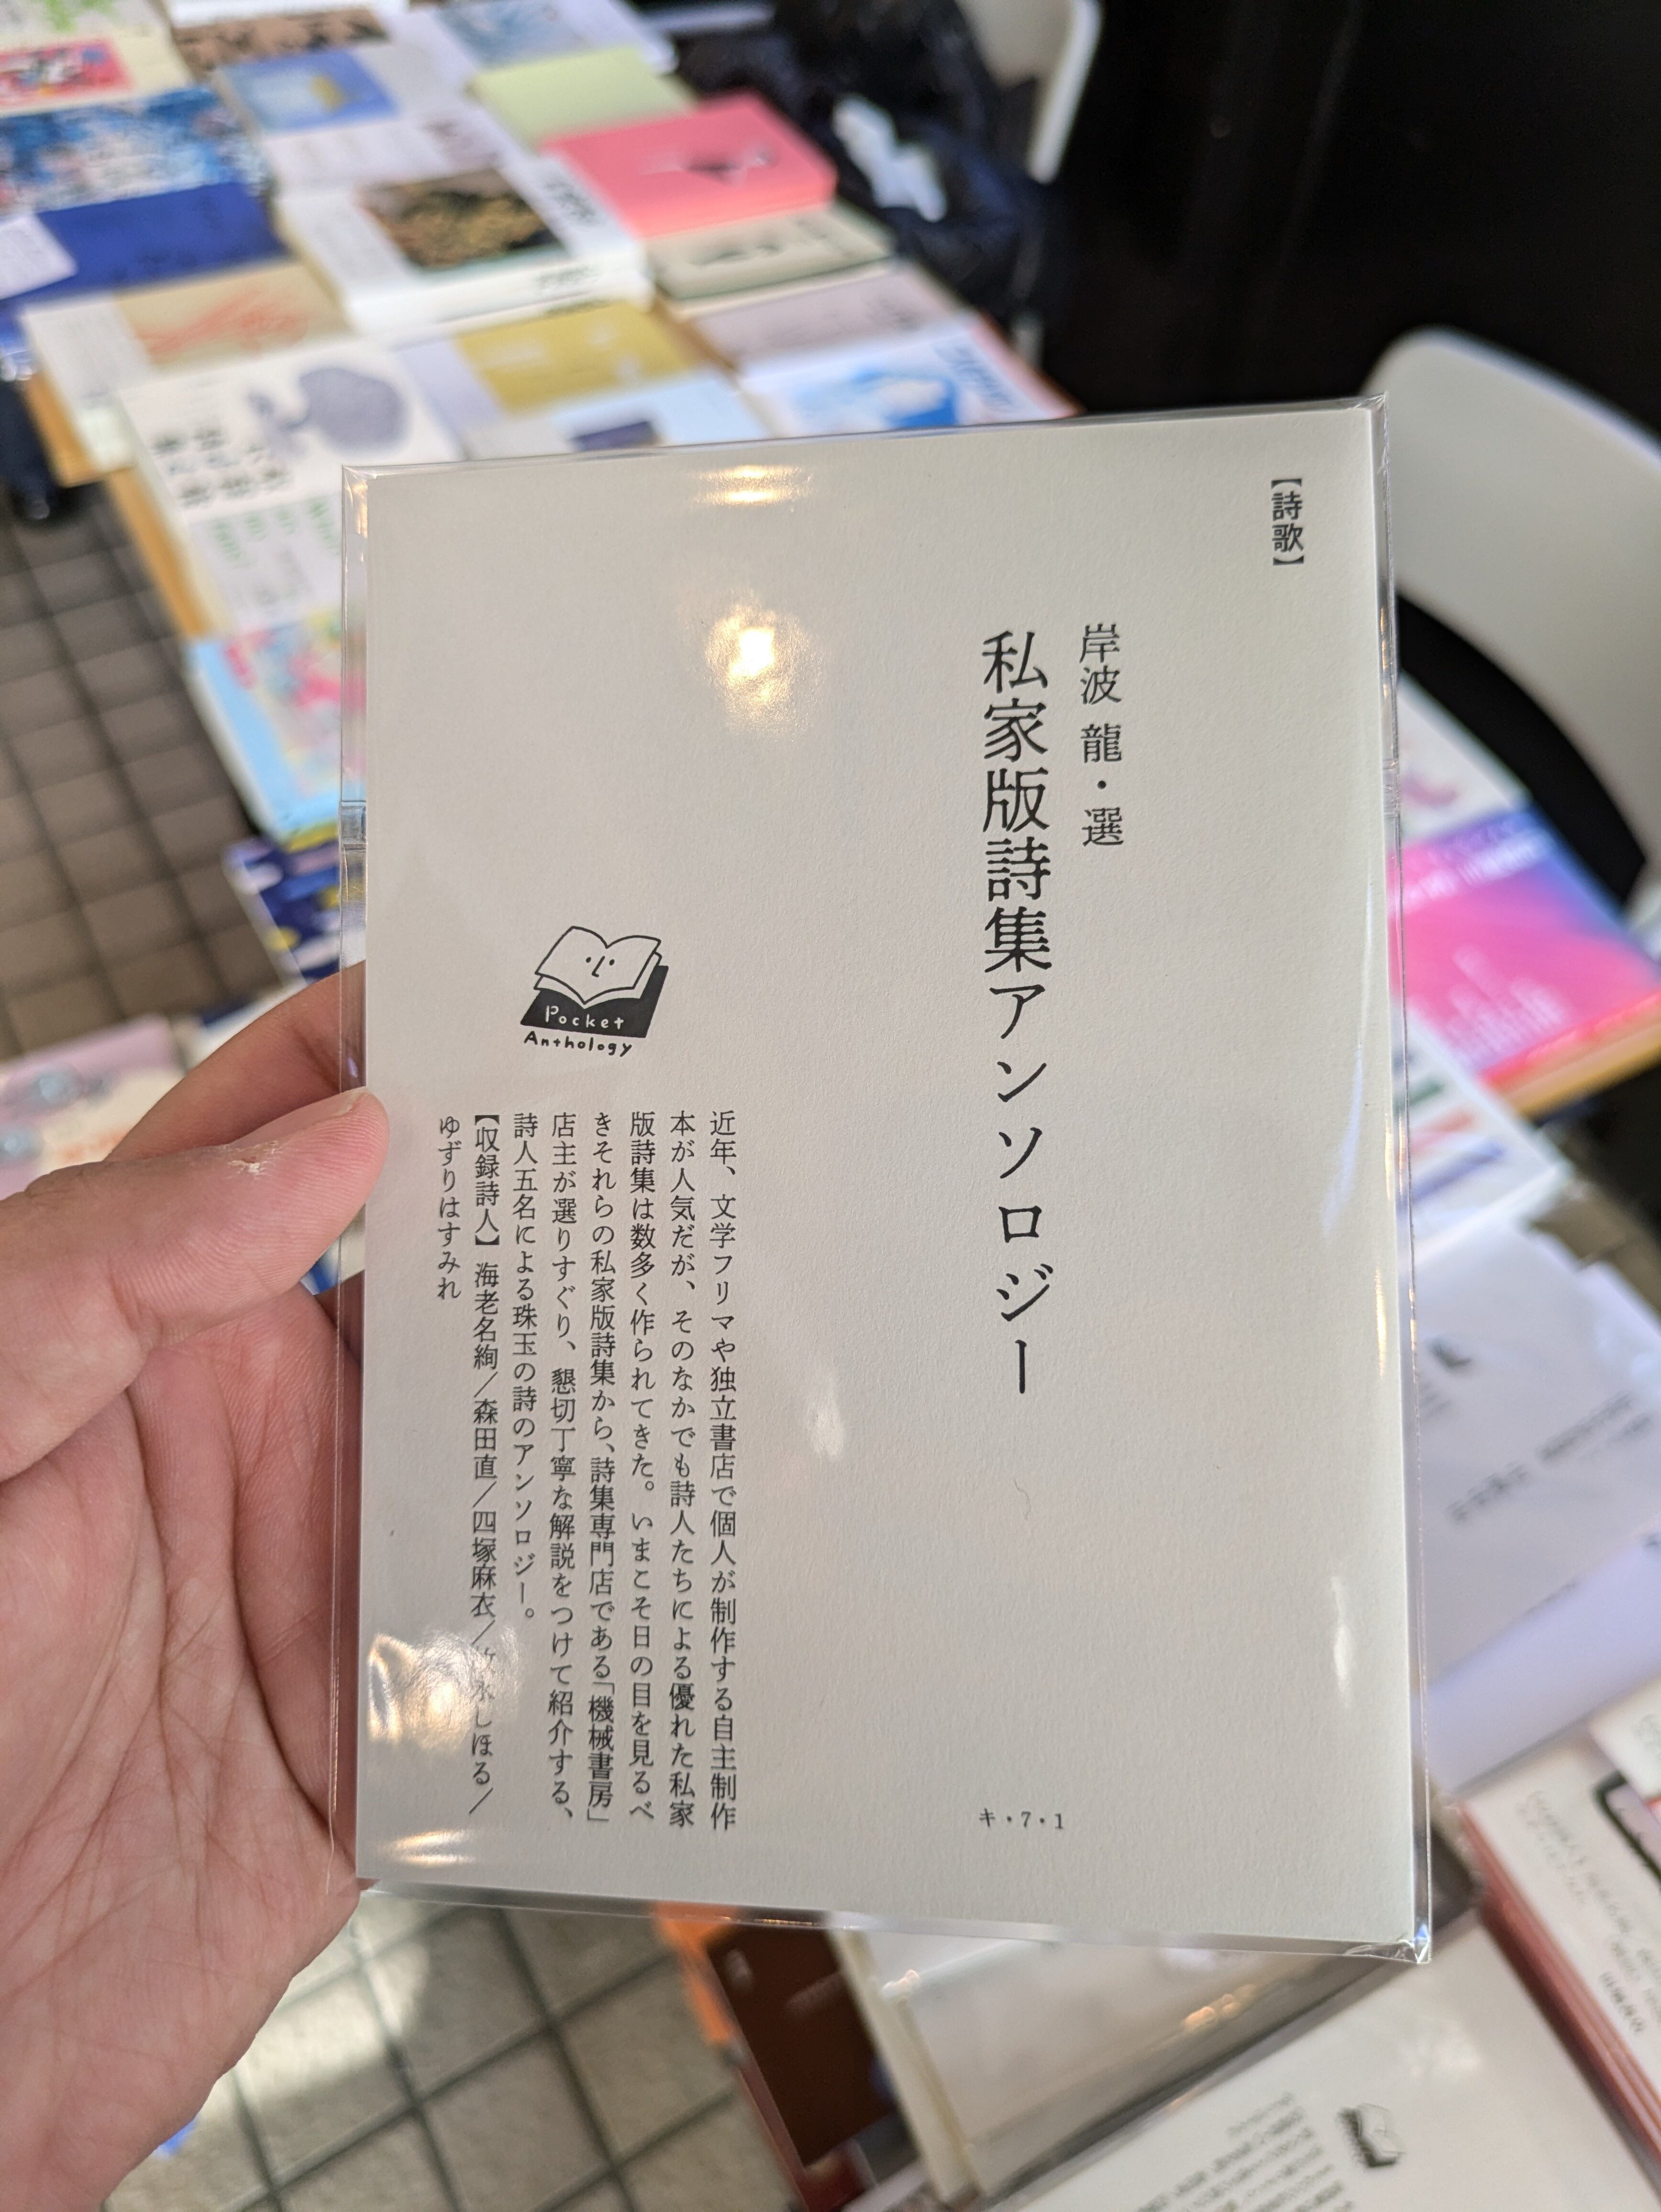 【詩歌】
岸波 龍・選
私家版詩集アンソロジー
キ・7・1
Pocket
Anthology
近年、文学フリマや独立書店で個人が制作する自主制作
本が人気だが、そのなかでも詩人たちによる優れた私家
版詩集は数多く作られてきた。いまこそ日の目を見るべ
きそれらの私家版詩集から、詩集専門店である「機械書房」
店主が選りすぐり、懇切丁寧な解説をつけて紹介する、
詩人五名による珠玉の詩のアンソロジー。
【収録詩人】海老名絢／森田直／四塚麻衣／水しほる／
ゆずりはすみれ